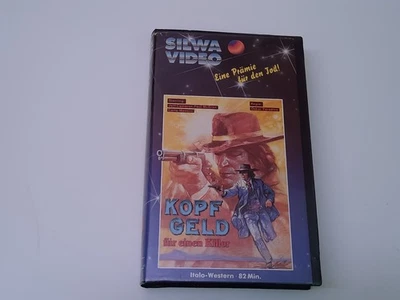 SILWA
VIDEO
Eine Prämie
für den Tod!
KOPF
GELD
für einen Killer
Italo-Western · 82 Min.